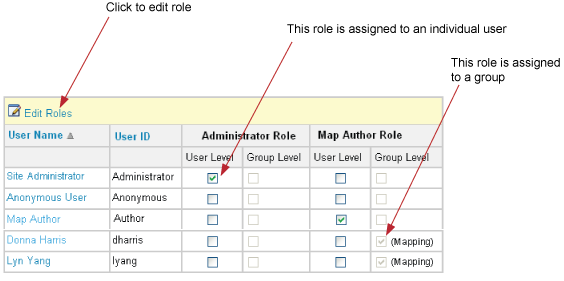 Click to edit role
This role is assigned to an individual user
This role is assigned
to a group
Edit Roles
User Name User ID Administrator Role Map Author Role
User Level Group Level User Level Group Level
Site Administrator Administrator
Anonymous User Anonymous
Map Author Author
Donna Harris dharris (Mapping)
Lyn Yang lyang (Mapping)